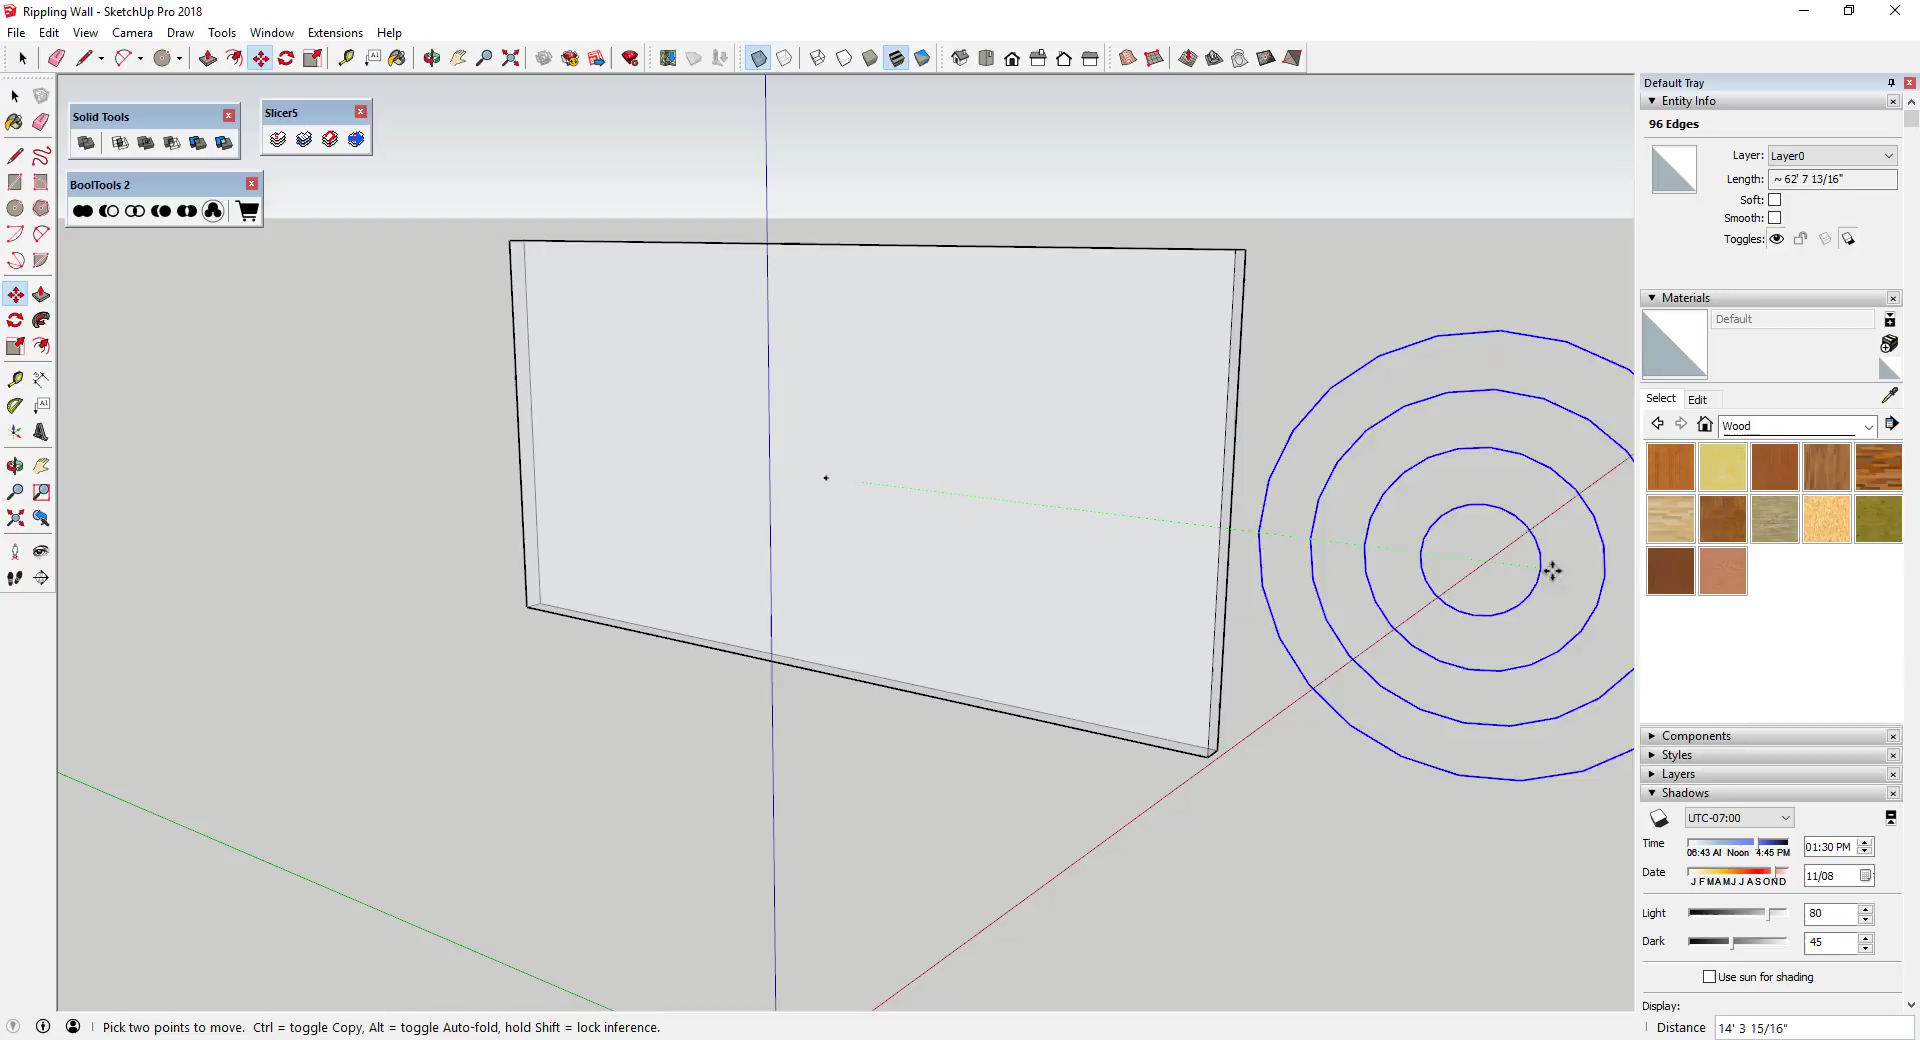 Rippling Wall - SketchUp Pro 2018
File Edit View Camera Draw Tools Window Extensions Help
Solid Tools
Slicer5
BoolTools 2
Default Tray
Entity Info
96 Edges
Layer: Layer0
Length: ~ 62' 7 13/16"
Soft:
Smooth:
Toggles:
Materials
Default
Select Edit
Wood
Components
Styles
Layers
Shadows
UTC-07:00
Time 06:43 AI Noon 4:45 PM 01:30 PM
Date J F M A M J J A S O N D 11/08
Light 80
Dark 45
Use sun for shading
Display:
Pick two points to move. Ctrl = toggle Copy, Alt = toggle Auto-fold, hold Shift = lock inference.
Distance 14' 3 15/16"